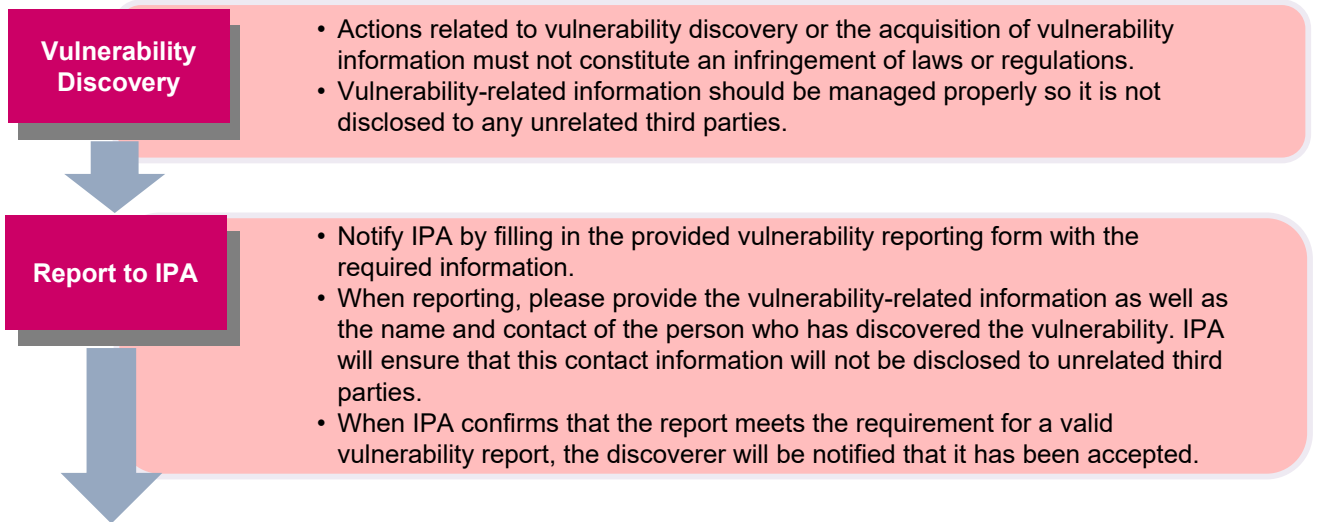 Vulnerability
Discovery
• Actions related to vulnerability discovery or the acquisition of vulnerability
information must not constitute an infringement of laws or regulations.
• Vulnerability-related information should be managed properly so it is not
disclosed to any unrelated third parties.
Report to IPA
• Notify IPA by filling in the provided vulnerability reporting form with the
required information.
• When reporting, please provide the vulnerability-related information as well as
the name and contact of the person who has discovered the vulnerability. IPA
will ensure that this contact information will not be disclosed to unrelated third
parties.
• When IPA confirms that the report meets the requirement for a valid
vulnerability report, the discoverer will be notified that it has been accepted.